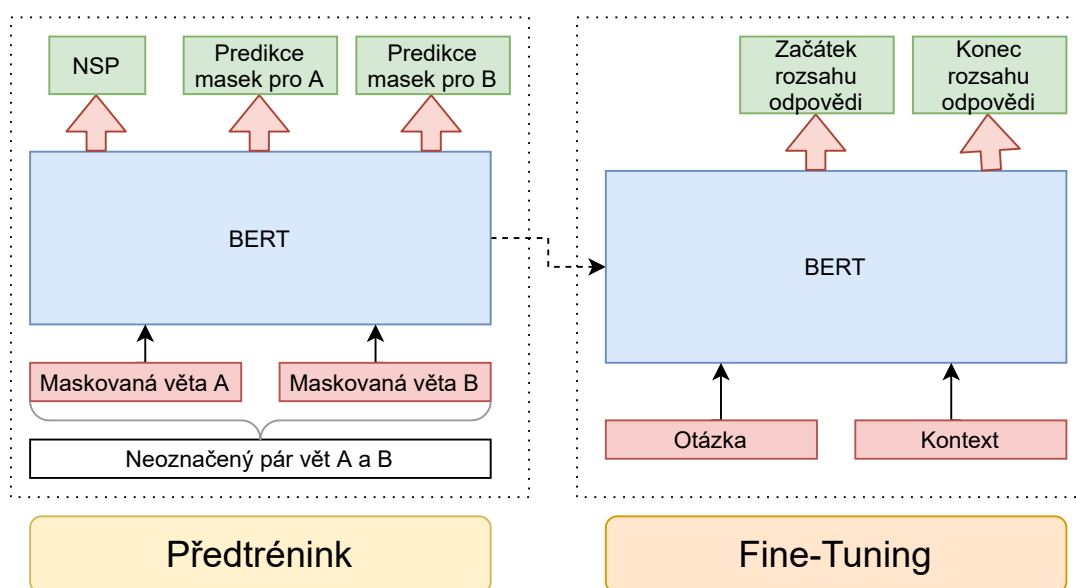 NSP
Predikce
masek pro A
Predikce
masek pro B
BERT
Maskovaná věta A
Maskovaná věta B
Neoznačený pár vět A a B
Předtrénink
Začátek
rozsahu
odpovědi
Konec
rozsahu
odpovědi
BERT
Otázka
Kontext
Fine-Tuning